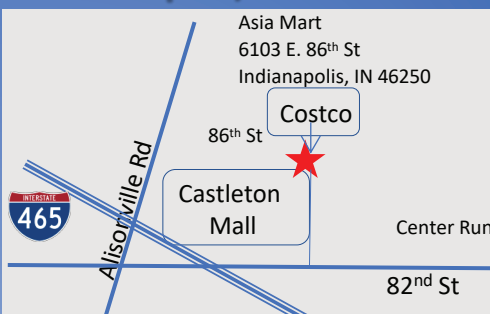 Asia Mart
6103 E. 86th St
Indianapolis, IN 46250
Costco
86th St
Alisonville Rd
INTERSTATE
465
Castleton
Mall
Center Run
82nd St